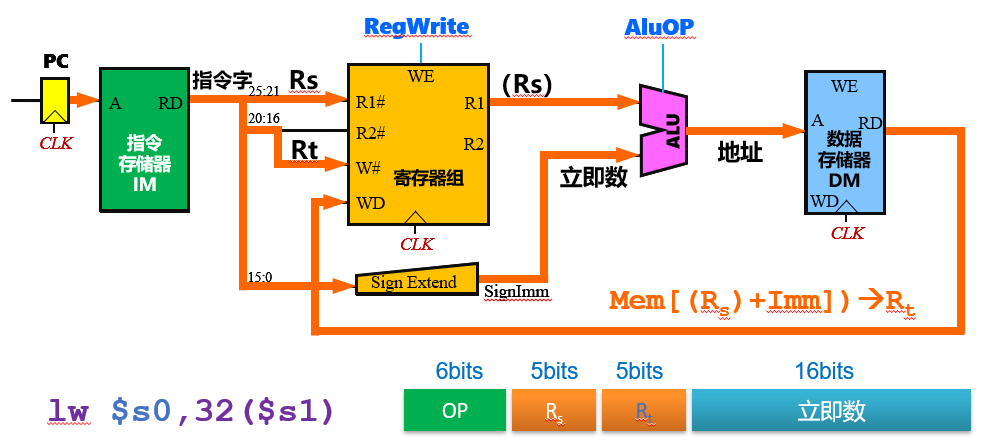 RegWrite
AluOP
PC
CLK
A
RD
指令
存储器
IM
指令字
25:21
20:16
15:0
Rs
Rt
WE
R1#
R2#
W#
WD
R1
R2
寄存器组
CLK
(Rs)
立即数
ALU
地址
WE
A
RD
数据
存储器
DM
WD
CLK
Sign Extend
SignImm
Mem[(Rs)+Imm])→Rt
6bits
5bits
5bits
16bits
lw $s0,32($s1)
OP
Rs
Rt
立即数